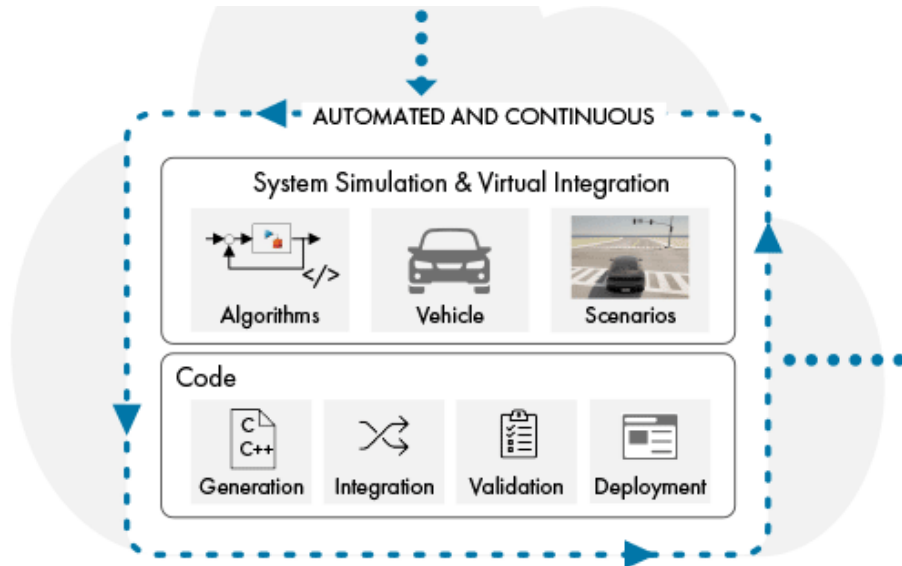 AUTOMATED AND CONTINUOUS
System Simulation & Virtual Integration
</>
Algorithms
Vehicle
Scenarios
Code
C
C++
Generation
Integration
Validation
Deployment